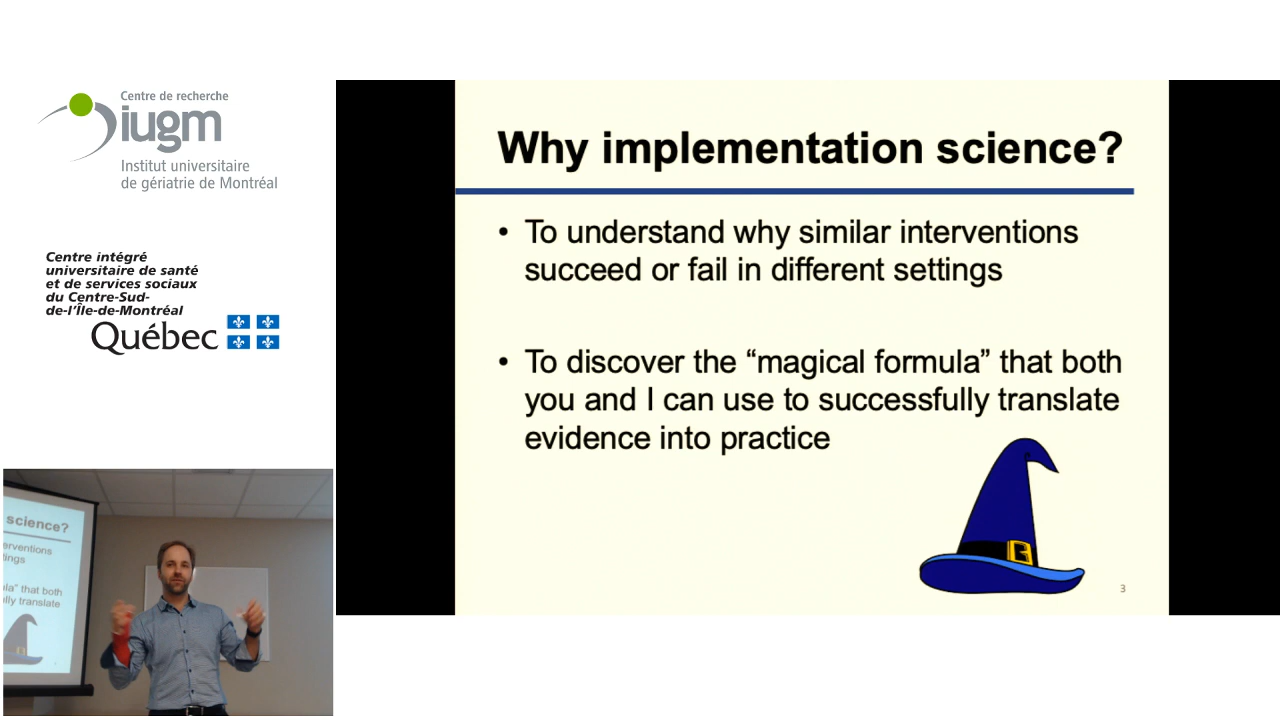 Centre de recherche
iugm
Institut universitaire
de gériatrie de Montréal
Centre intégré
universitaire de santé
et de services sociaux
du Centre-Sud-
de-l'Île-de-Montréal
Québec
Why implementation science?
• To understand why similar interventions
succeed or fail in different settings
• To discover the “magical formula” that both
you and I can use to successfully translate
evidence into practice
3
science?
erventions
tings
ula” that both
ully translate